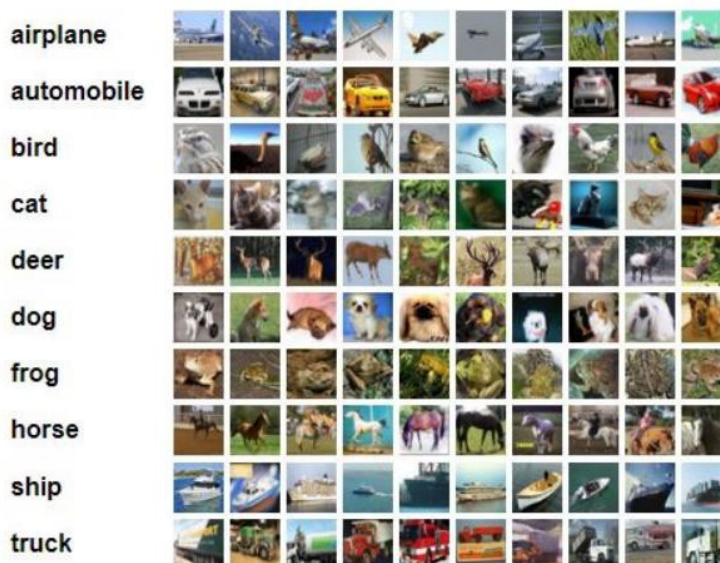 airplane
automobile
bird
cat
deer
dog
frog
horse
ship
truck